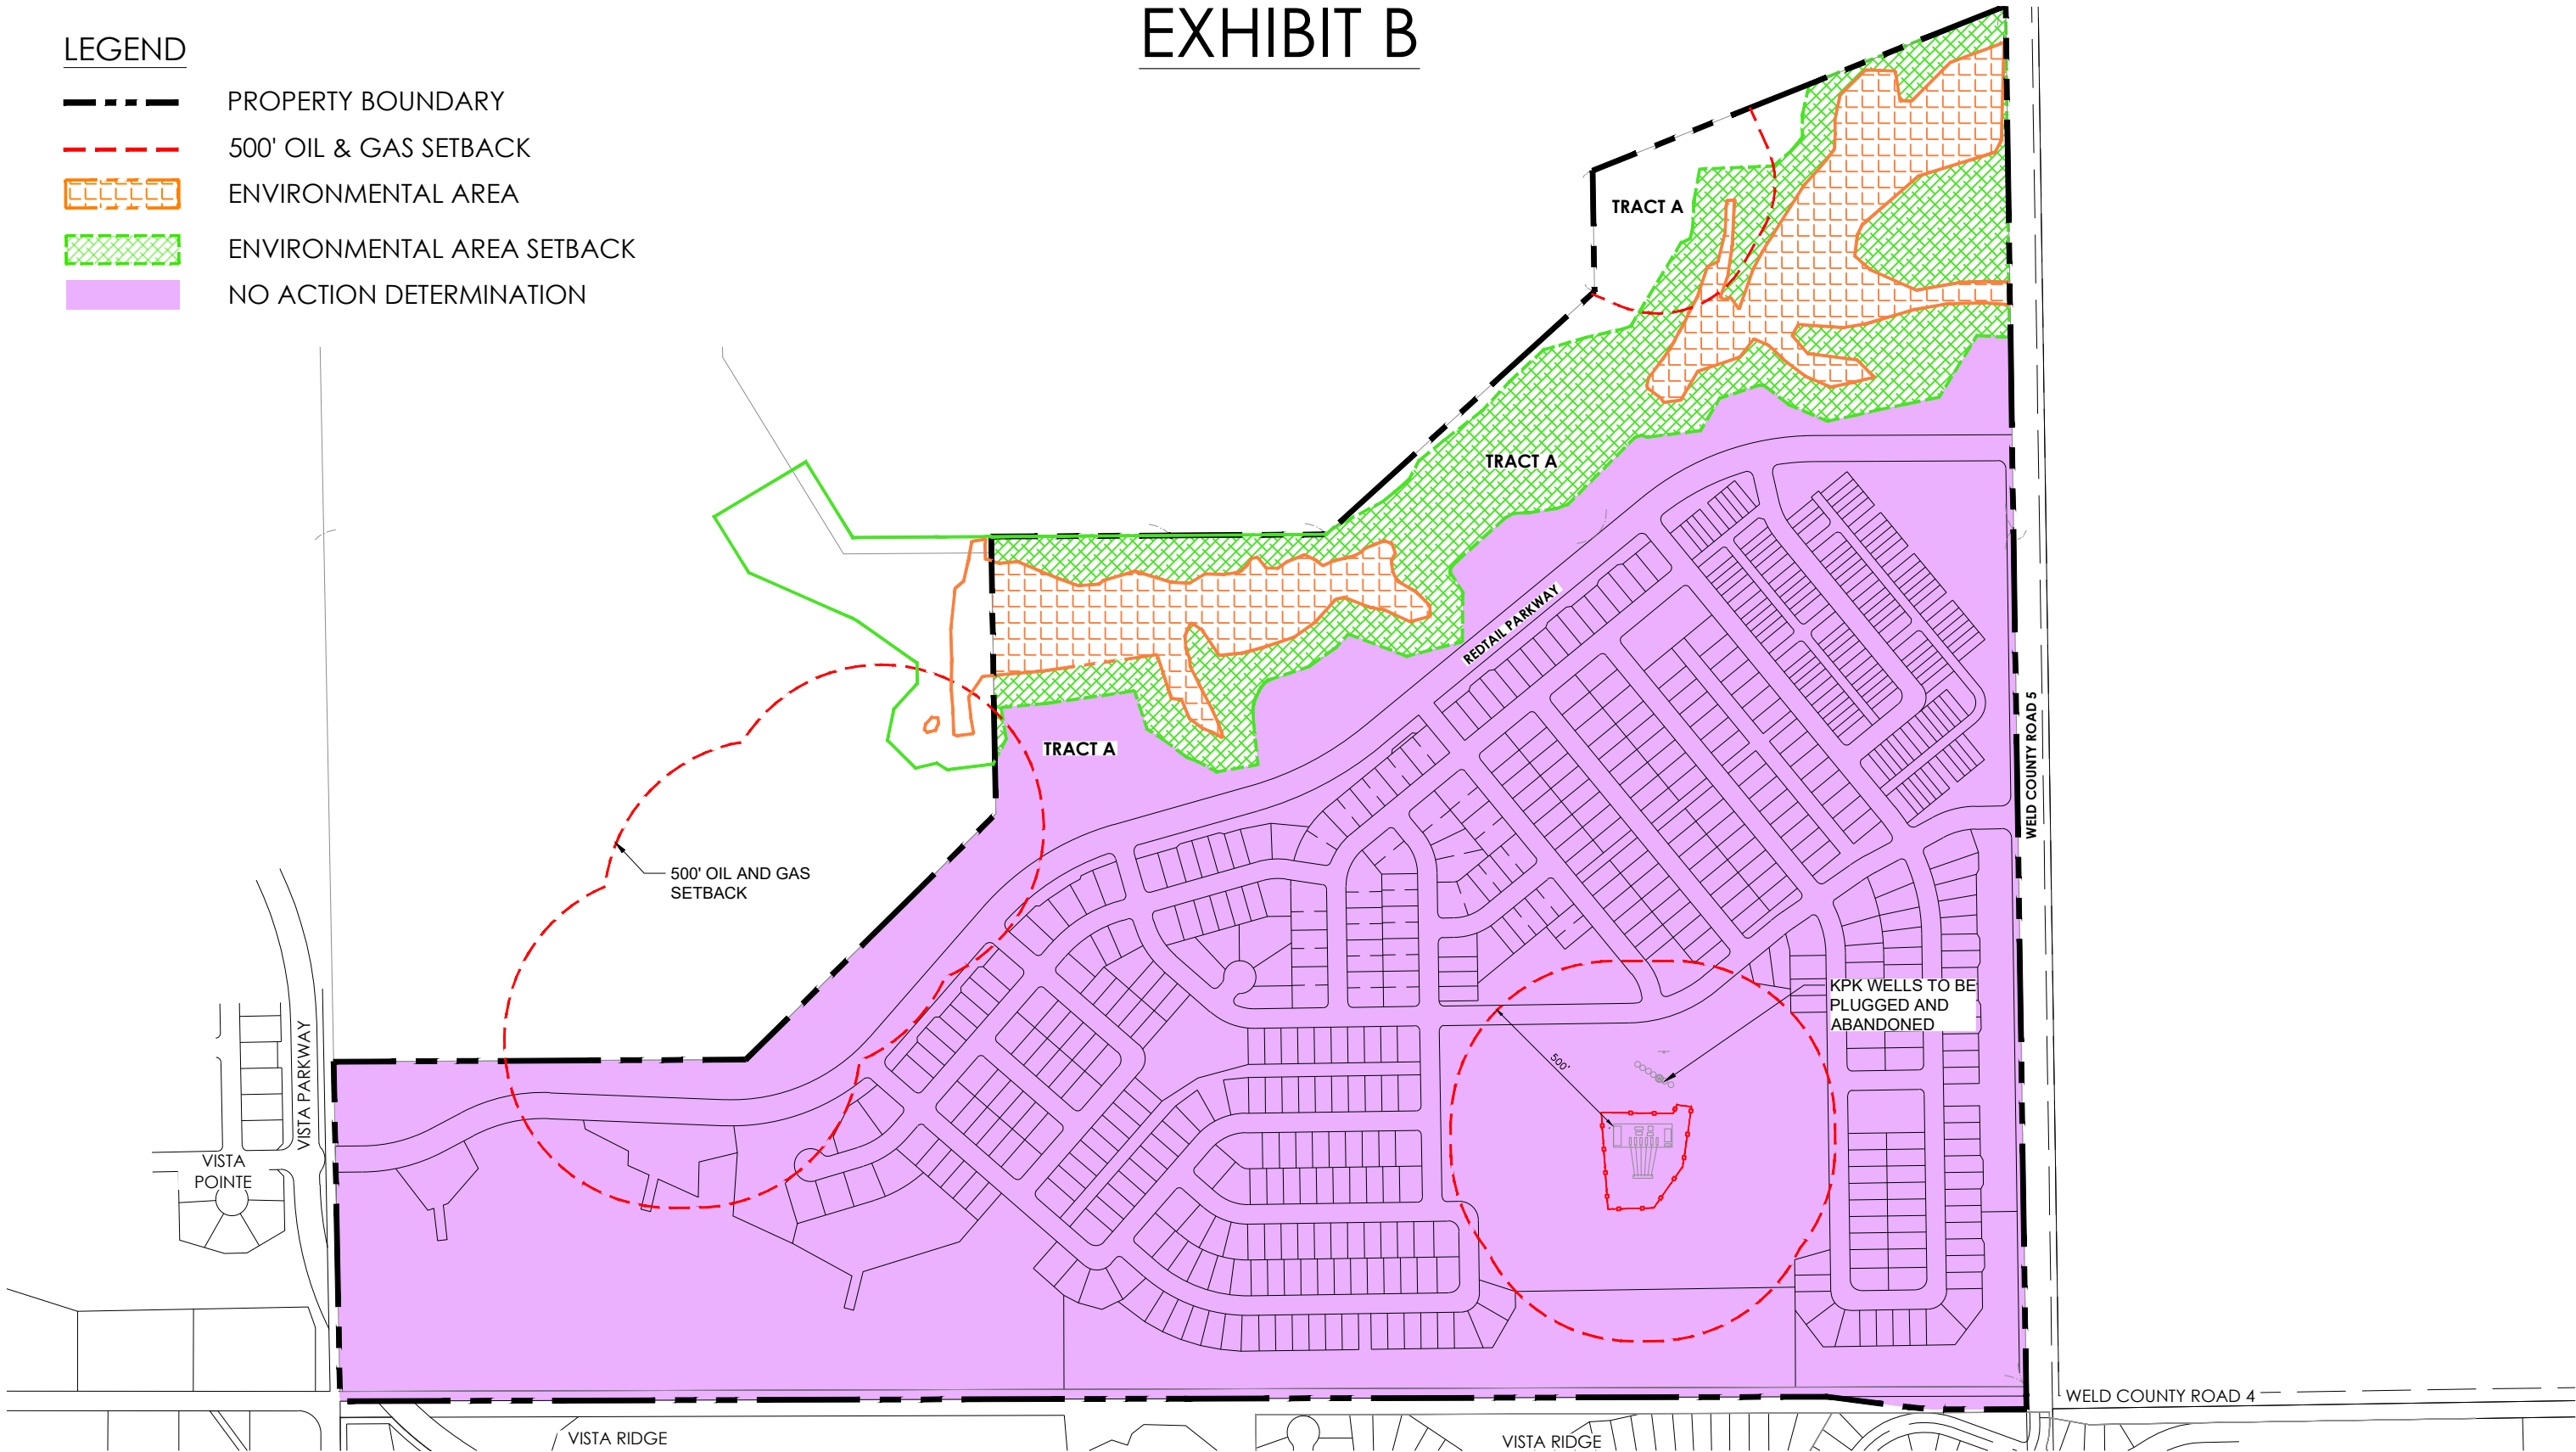 EXHIBIT B
LEGEND
PROPERTY BOUNDARY
500' OIL & GAS SETBACK
ENVIRONMENTAL AREA
ENVIRONMENTAL AREA SETBACK
NO ACTION DETERMINATION
TRACT A
TRACT A
REDTAIL PARKWAY
TRACT A
WELD COUNTY ROAD 5
500' OIL AND GAS
SETBACK
KPK WELLS TO BE
PLUGGED AND
ABANDONED
500'
VISTA PARKWAY
VISTA
POINTE
WELD COUNTY ROAD 4
VISTA RIDGE
VISTA RIDGE